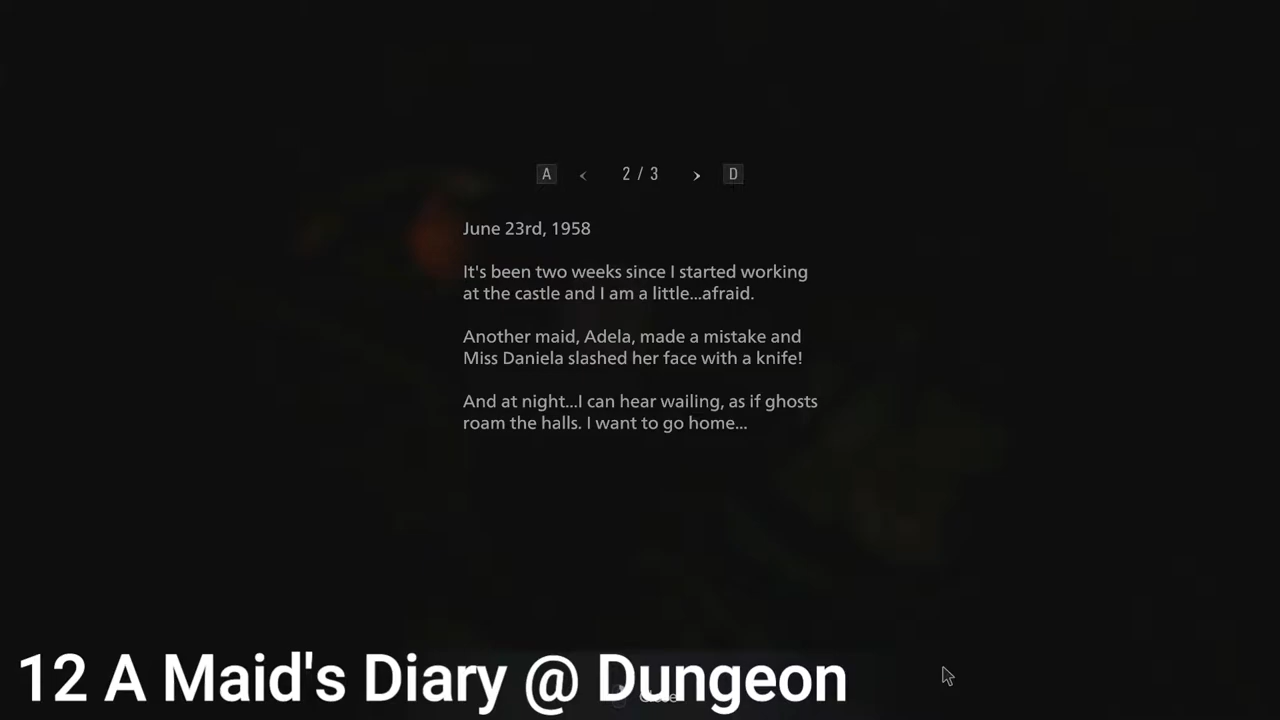 A < 2 / 3 > D
June 23rd, 1958
It's been two weeks since I started working
at the castle and I am a little...afraid.
Another maid, Adela, made a mistake and
Miss Daniela slashed her face with a knife!
And at night...I can hear wailing, as if ghosts
roam the halls. I want to go home...
12 A Maid's Diary @ Dungeon
Close